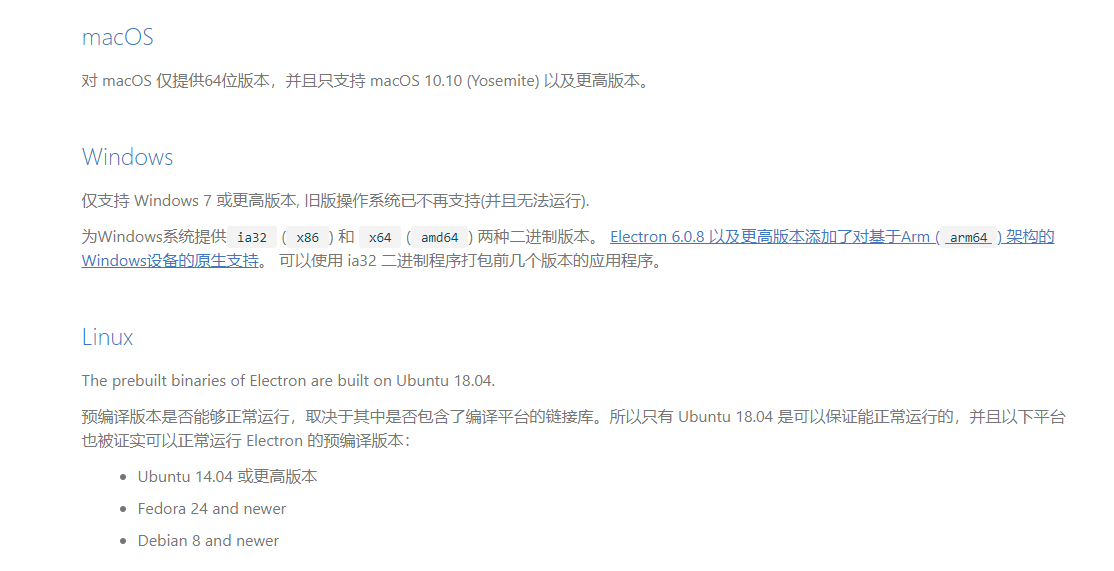 macOS
对 macOS 仅提供64位版本，并且只支持 macOS 10.10 (Yosemite) 以及更高版本。
Windows
仅支持 Windows 7 或更高版本, 旧版操作系统已不再支持(并且无法运行).
为Windows系统提供 ia32 ( x86 ) 和 x64 ( amd64 ) 两种二进制版本。 Electron 6.0.8 以及更高版本添加了对基于Arm ( arm64 ) 架构的
Windows设备的原生支持。 可以使用 ia32 二进制程序打包前几个版本的应用程序。
Linux
The prebuilt binaries of Electron are built on Ubuntu 18.04.
预编译版本是否能够正常运行，取决于其中是否包含了编译平台的链接库。所以只有 Ubuntu 18.04 是可以保证能正常运行的，并且以下平台
也被证实可以正常运行 Electron 的预编译版本：
• Ubuntu 14.04 或更高版本
• Fedora 24 and newer
• Debian 8 and newer